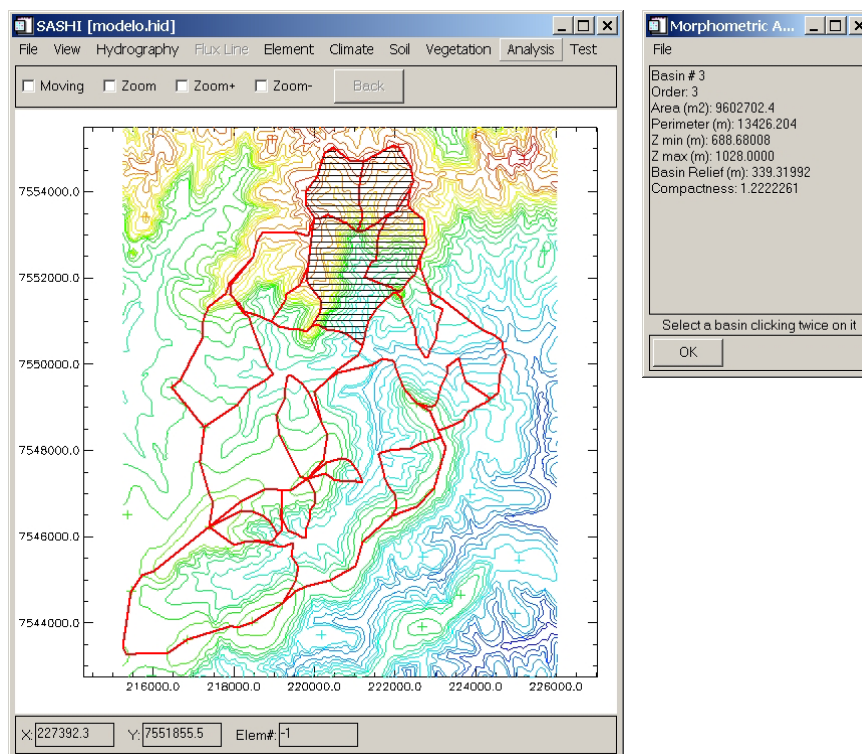 SASHI [modelo.hid]
File View Hydrography Flux Line Element Climate Soil Vegetation Analysis Test
Moving Zoom Zoom+ Zoom- Back
7554000.0
7552000.0
7550000.0
7548000.0
7546000.0
7544000.0
216000.0 218000.0 220000.0 222000.0 224000.0 226000.0
X: 227392.3 Y: 7551855.5 Elem#: -1
Morphometric A...
File
Basin # 3
Order: 3
Area (m2): 9602702.4
Perimeter (m): 13426.204
Z min (m): 688.68008
Z max (m): 1028.0000
Basin Relief (m): 339.31992
Compactness: 1.2222261
Select a basin clicking twice on it
OK